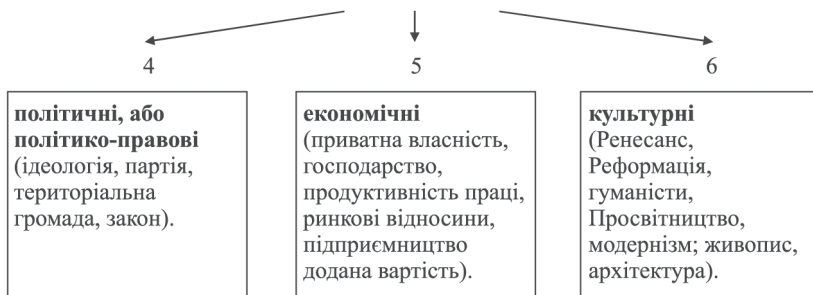 4
5
6
політичні, або
політико-правові
(ідеологія, партія,
територіальна
громада, закон).
економічні
(приватна власність,
господарство,
продуктивність праці,
ринкові відносини,
підприємництво
додана вартість).
культурні
(Ренесанс,
Реформація,
гуманісти,
Просвітництво,
модернізм; живопис,
архітектура).